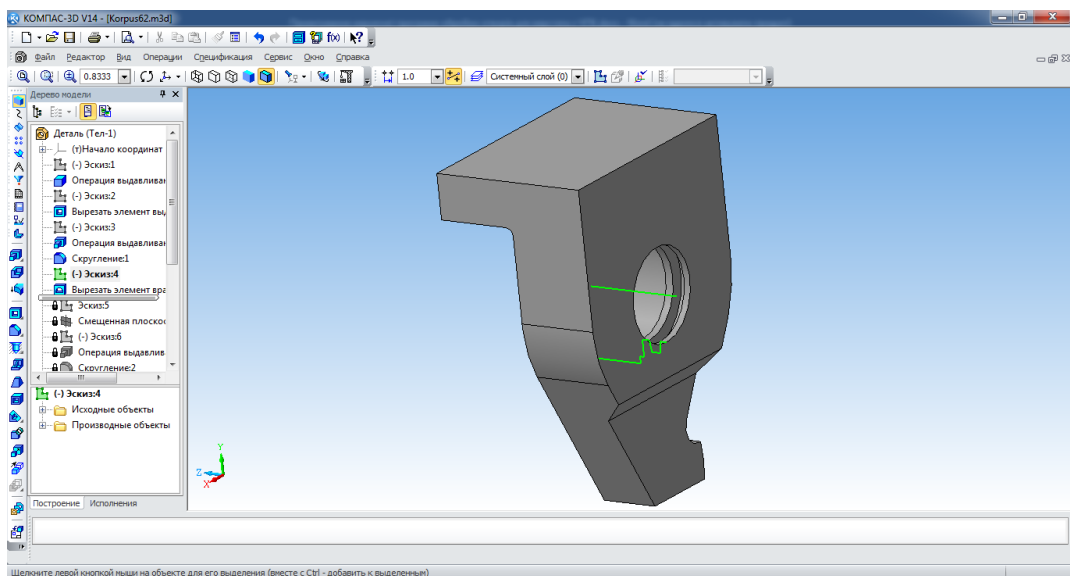 КОМПАС-3D V14 - [Korpus62.m3d]
Файл Редактор Вид Операции Спецификация Сервис Окно Справка
0.8333 1.0 Системный слой (0)
Дерево модели
Деталь (Тел-1)
(т)Начало координат
(-) Эскиз:1
Операция выдавливан
(-) Эскиз:2
Вырезать элемент выд
(-) Эскиз:3
Операция выдавливан
Скругление:1
(-) Эскиз:4
Вырезать элемент вра
Эскиз:5
Смещенная плоскос
(-) Эскиз:6
Операция выдавлив
Скругление:2
(-) Эскиз:4
Исходные объекты
Производные объекты
Y
Z
X
Построение Исполнения
Щелкните левой кнопкой мыши на объекте для его выделения (вместе с Ctrl - добавить к выделенным)